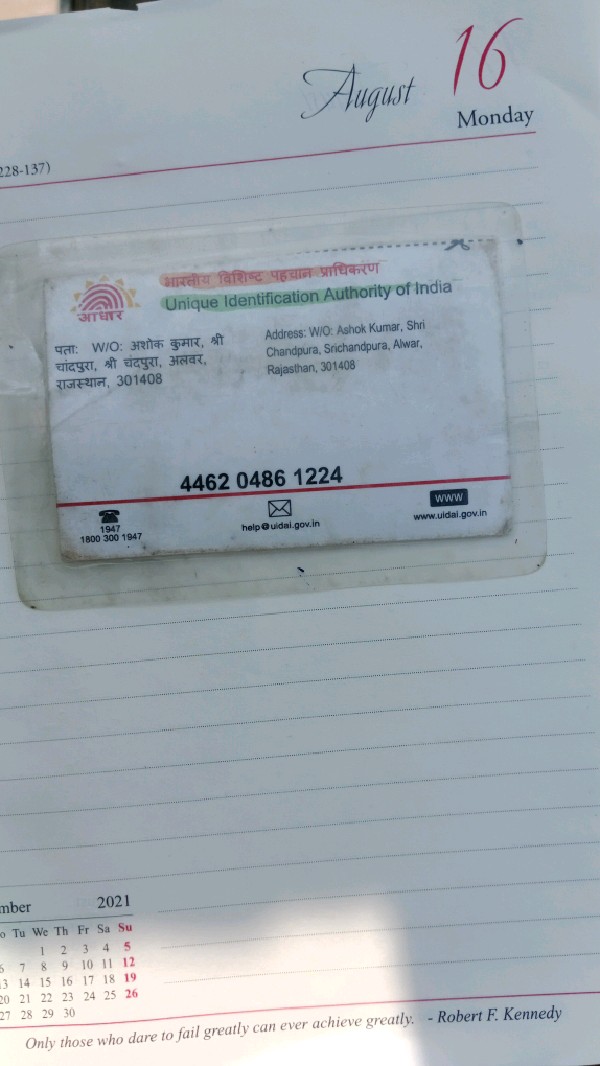 August 16
Monday
228-137)
भारतीय विशिष्ट पहचान प्राधिकरण
Unique Identification Authority of India
आधार
पता: W/O: अशोक कुमार, श्री
चांदपुरा, श्री चंदपुरा, अलवर,
राजस्थान, 301408
Address: W/O: Ashok Kumar, Shri
Chandpura, Srichandpura, Alwar,
Rajasthan, 301408
4462 0486 1224
1947
1800 300 1947
help@uidai.gov.in
WWW
www.uidai.gov.in
mber 2021
o Tu We Th Fr Sa Su
1 2 3 4 5
6 7 8 9 10 11 12
13 14 15 16 17 18 19
20 21 22 23 24 25 26
27 28 29 30
Only those who dare to fail greatly can ever achieve greatly. - Robert F. Kennedy